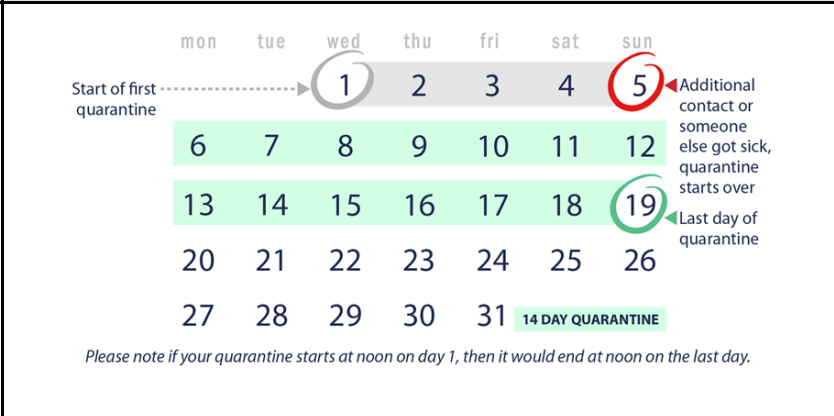 mon tue wed thu fri sat sun
Start of first
quarantine
1 2 3 4 5
Additional
contact or
someone
else got sick,
quarantine
starts over
6 7 8 9 10 11 12
13 14 15 16 17 18 19
Last day of
quarantine
20 21 22 23 24 25 26
27 28 29 30 31 14 DAY QUARANTINE
Please note if your quarantine starts at noon on day 1, then it would end at noon on the last day.